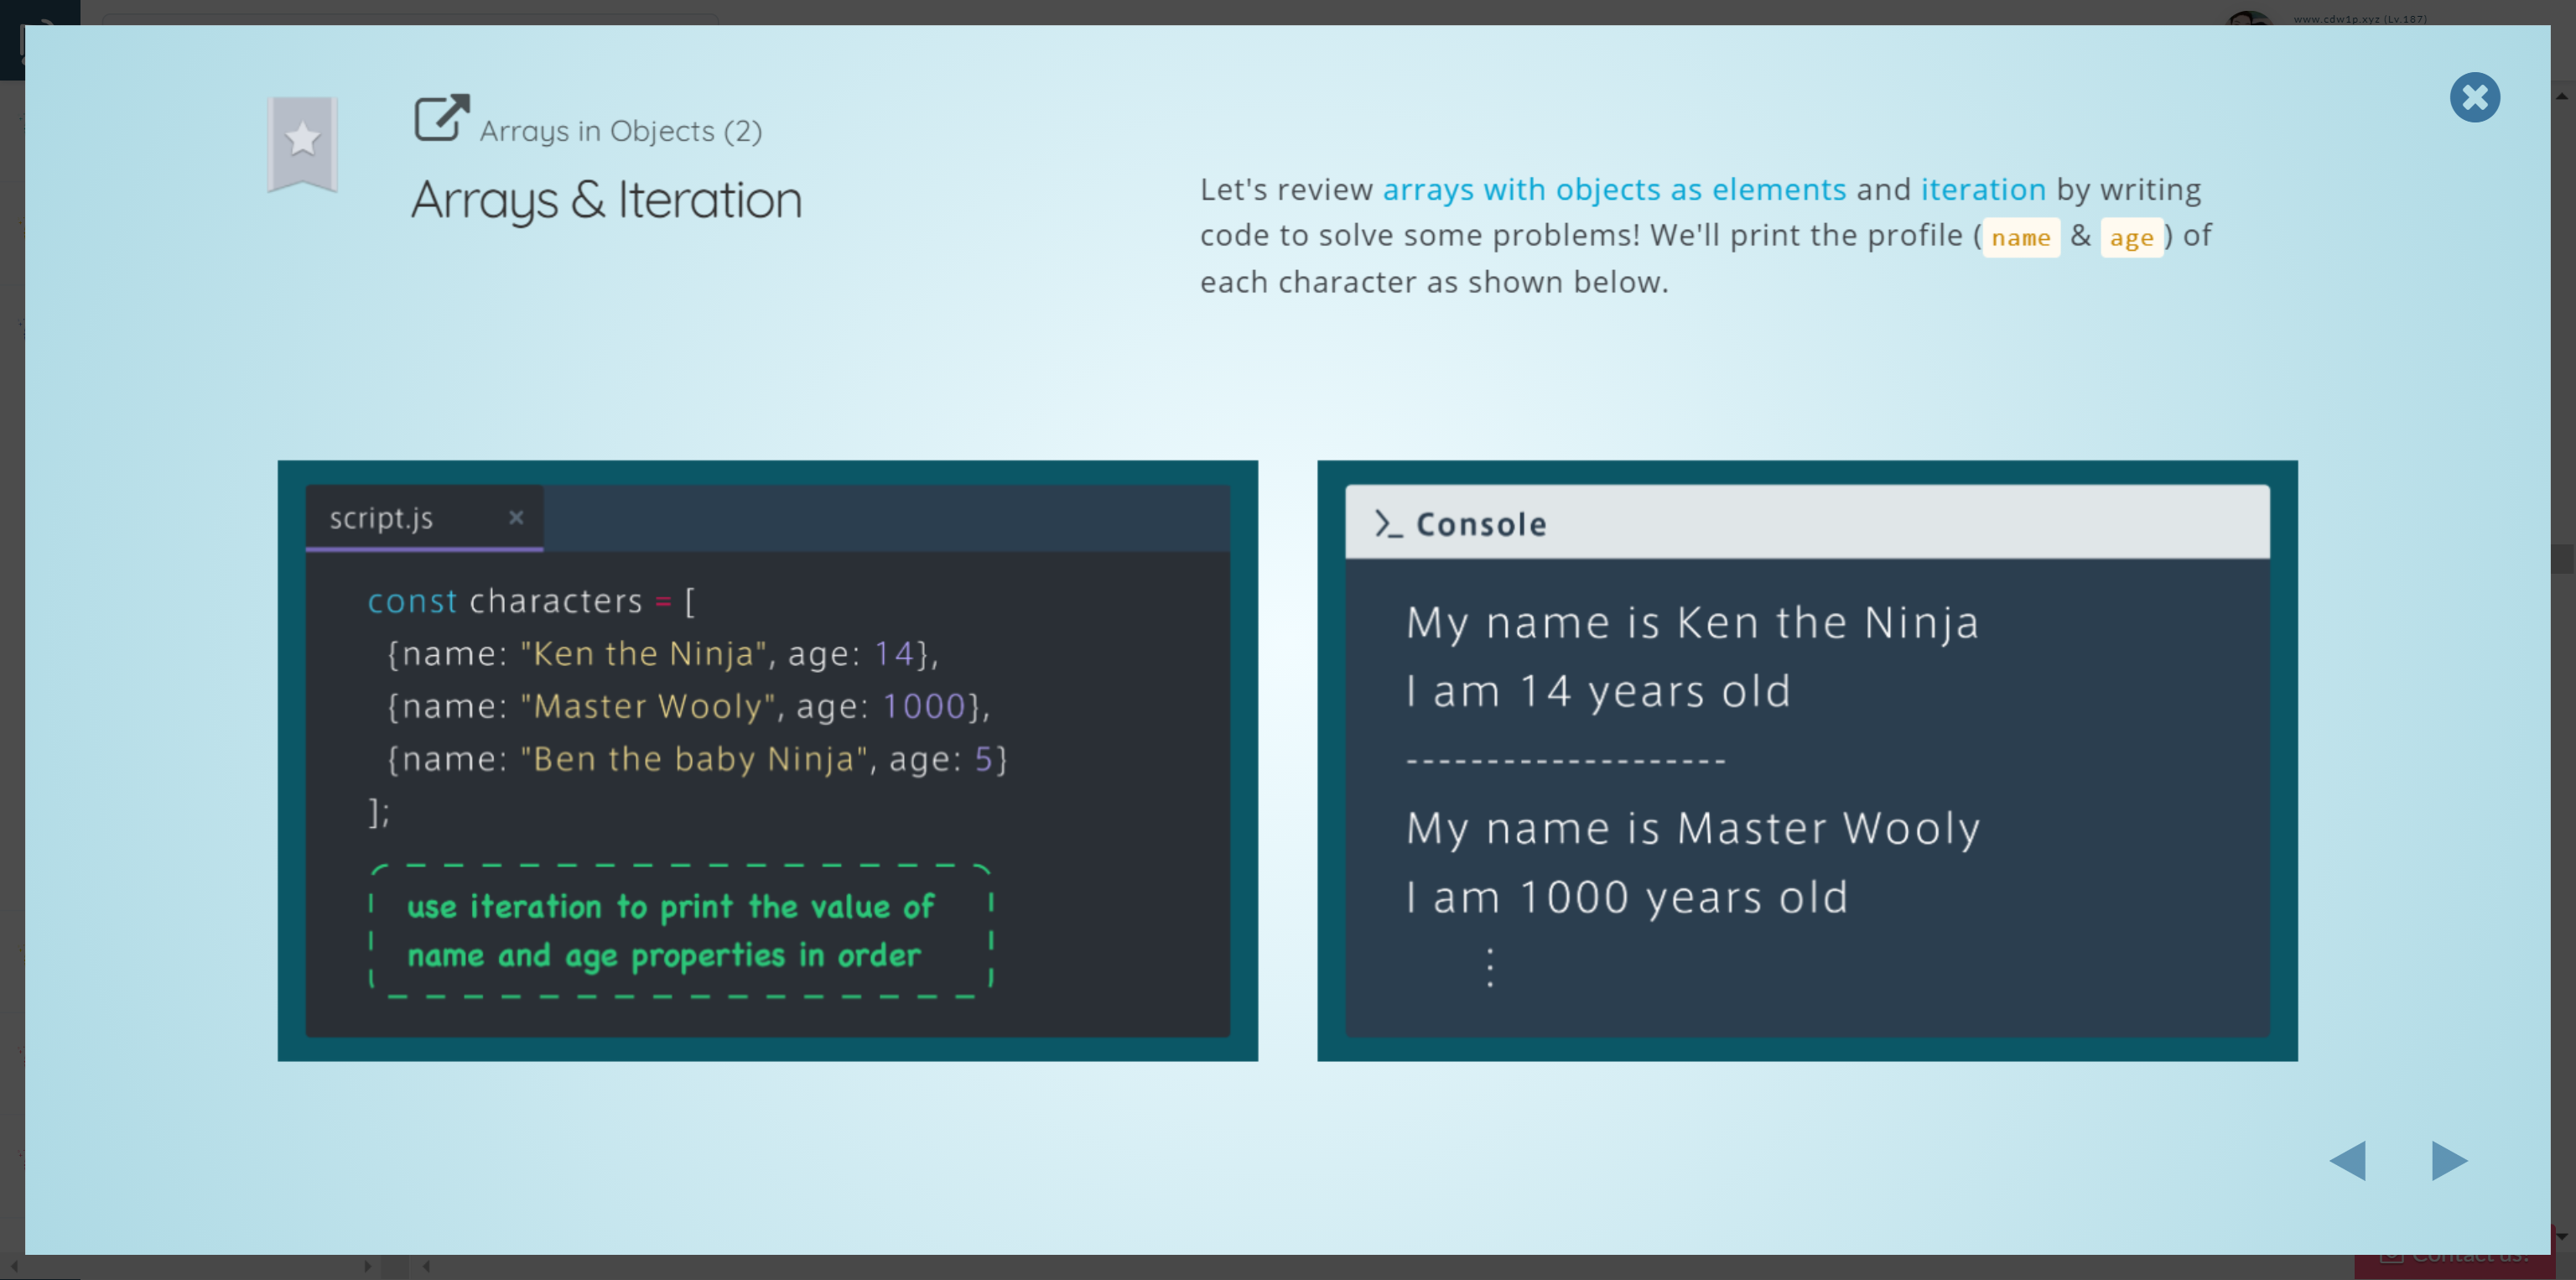 www.cdw1p.xyz (Lv.187)
Arrays in Objects (2)
Arrays & Iteration
Let's review arrays with objects as elements and iteration by writing
code to solve some problems! We'll print the profile ( name & age ) of
each character as shown below.
script.js
const characters = [
{name: "Ken the Ninja", age: 14},
{name: "Master Wooly", age: 1000},
{name: "Ben the baby Ninja", age: 5}
];
use iteration to print the value of
name and age properties in order
>_ Console
My name is Ken the Ninja
I am 14 years old
--------------------
My name is Master Wooly
I am 1000 years old
⋮
Contact us!